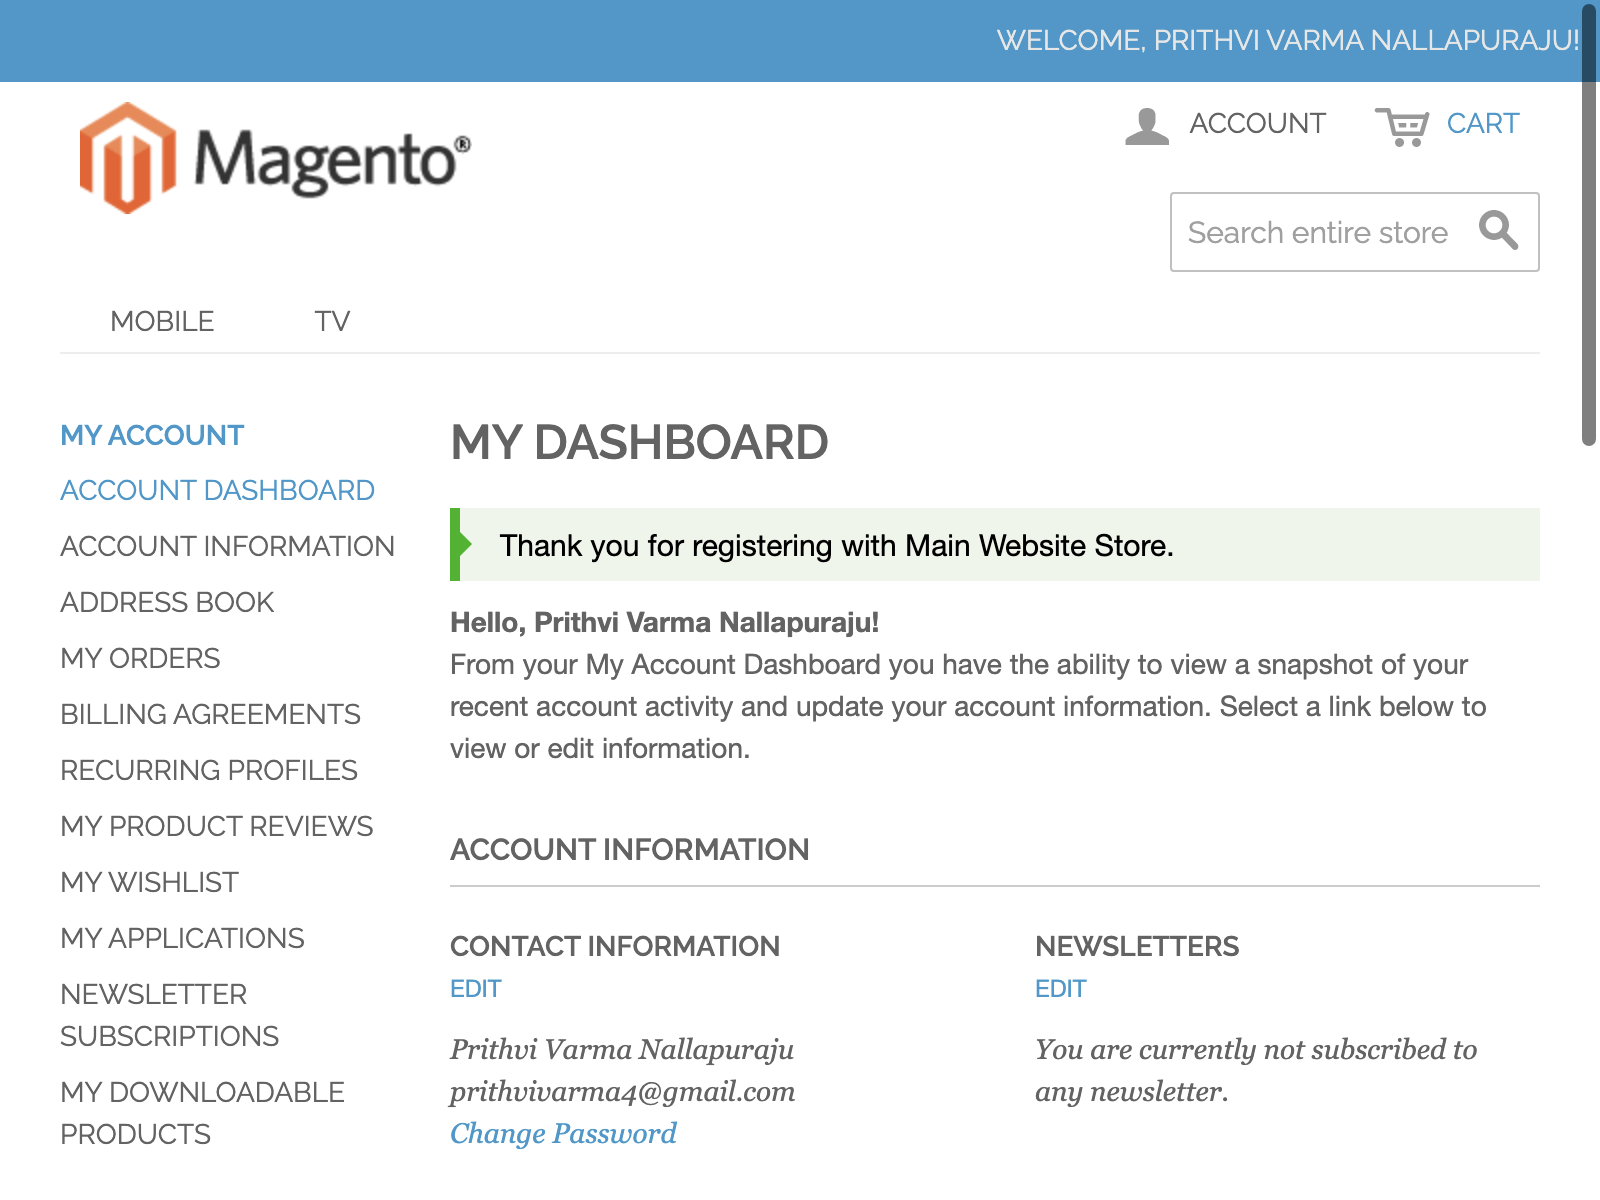 WELCOME, PRITHVI VARMA NALLAPURAJU!
Magento®
ACCOUNT
CART
Search entire store
MOBILE
TV
MY ACCOUNT
ACCOUNT DASHBOARD
ACCOUNT INFORMATION
ADDRESS BOOK
MY ORDERS
BILLING AGREEMENTS
RECURRING PROFILES
MY PRODUCT REVIEWS
MY WISHLIST
MY APPLICATIONS
NEWSLETTER
SUBSCRIPTIONS
MY DOWNLOADABLE
PRODUCTS
MY DASHBOARD
Thank you for registering with Main Website Store.
Hello, Prithvi Varma Nallapuraju!
From your My Account Dashboard you have the ability to view a snapshot of your
recent account activity and update your account information. Select a link below to
view or edit information.
ACCOUNT INFORMATION
CONTACT INFORMATION
EDIT
Prithvi Varma Nallapuraju
prithvivarma4@gmail.com
Change Password
NEWSLETTERS
EDIT
You are currently not subscribed to
any newsletter.